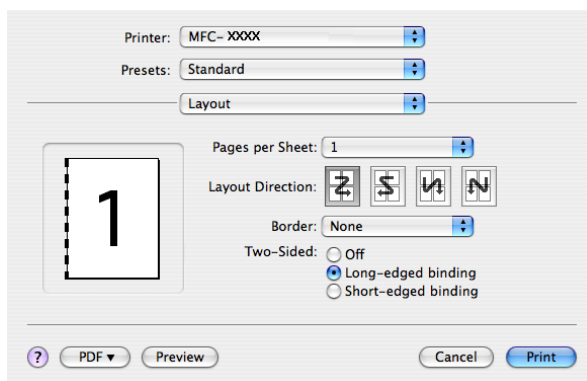 Printer: MFC- XXXX
Presets: Standard
Layout
Pages per Sheet: 1
1
Layout Direction:
Border: None
Two-Sided: Off
Long-edged binding
Short-edged binding
? PDF ▼ Preview Cancel Print